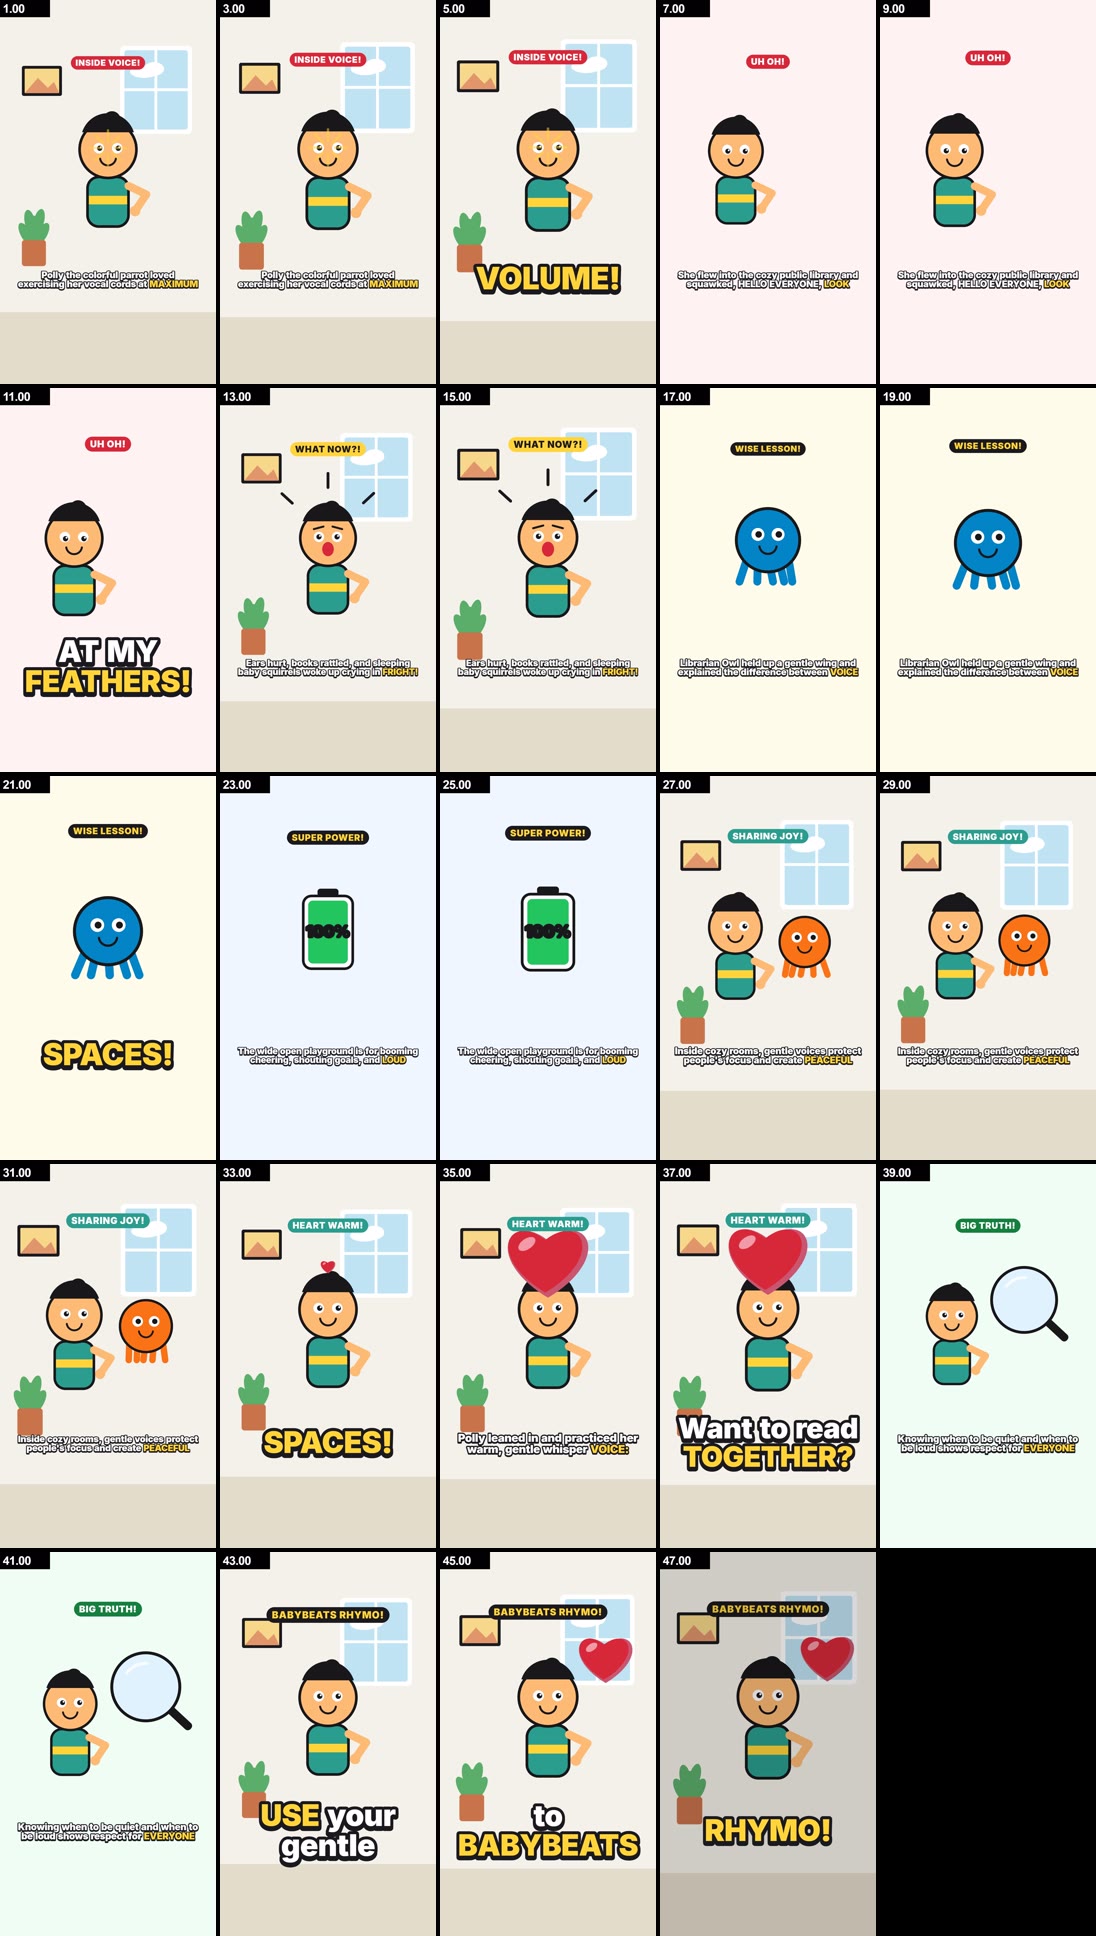 1.00
INSIDE VOICE!
Polly the colorful parrot loved
exercising her vocal cords at MAXIMUM
3.00
INSIDE VOICE!
Polly the colorful parrot loved
exercising her vocal cords at MAXIMUM
5.00
INSIDE VOICE!
VOLUME!
7.00
UH OH!
She flew into the cozy public library and
squawked, HELLO EVERYONE, LOOK
9.00
UH OH!
She flew into the cozy public library and
squawked, HELLO EVERYONE, LOOK
11.00
UH OH!
AT MY
FEATHERS!
13.00
WHAT NOW?!
Ears hurt, books rattled, and sleeping
baby squirrels woke up crying in FRIGHT!
15.00
WHAT NOW?!
Ears hurt, books rattled, and sleeping
baby squirrels woke up crying in FRIGHT!
17.00
WISE LESSON!
Librarian Owl held up a gentle wing and
explained the difference between VOICE
19.00
WISE LESSON!
Librarian Owl held up a gentle wing and
explained the difference between VOICE
21.00
WISE LESSON!
SPACES!
23.00
SUPER POWER!
100%
The wide open playground is for booming
cheering, shouting goals, and LOUD
25.00
SUPER POWER!
100%
The wide open playground is for booming
cheering, shouting goals, and LOUD
27.00
SHARING JOY!
Inside cozy rooms, gentle voices protect
people's focus and create PEACEFUL
29.00
SHARING JOY!
Inside cozy rooms, gentle voices protect
people's focus and create PEACEFUL
31.00
SHARING JOY!
Inside cozy rooms, gentle voices protect
people's focus and create PEACEFUL
33.00
HEART WARM!
SPACES!
35.00
HEART WARM!
Polly leaned in and practiced her
warm, gentle whisper VOICE:
37.00
HEART WARM!
Want to read
TOGETHER?
39.00
BIG TRUTH!
Knowing when to be quiet and when to
be loud shows respect for EVERYONE
41.00
BIG TRUTH!
Knowing when to be quiet and when to
be loud shows respect for EVERYONE
43.00
BABYBEATS RHYMO!
USE your
gentle
45.00
BABYBEATS RHYMO!
to
BABYBEATS
47.00
BABYBEATS RHYMO!
RHYMO!